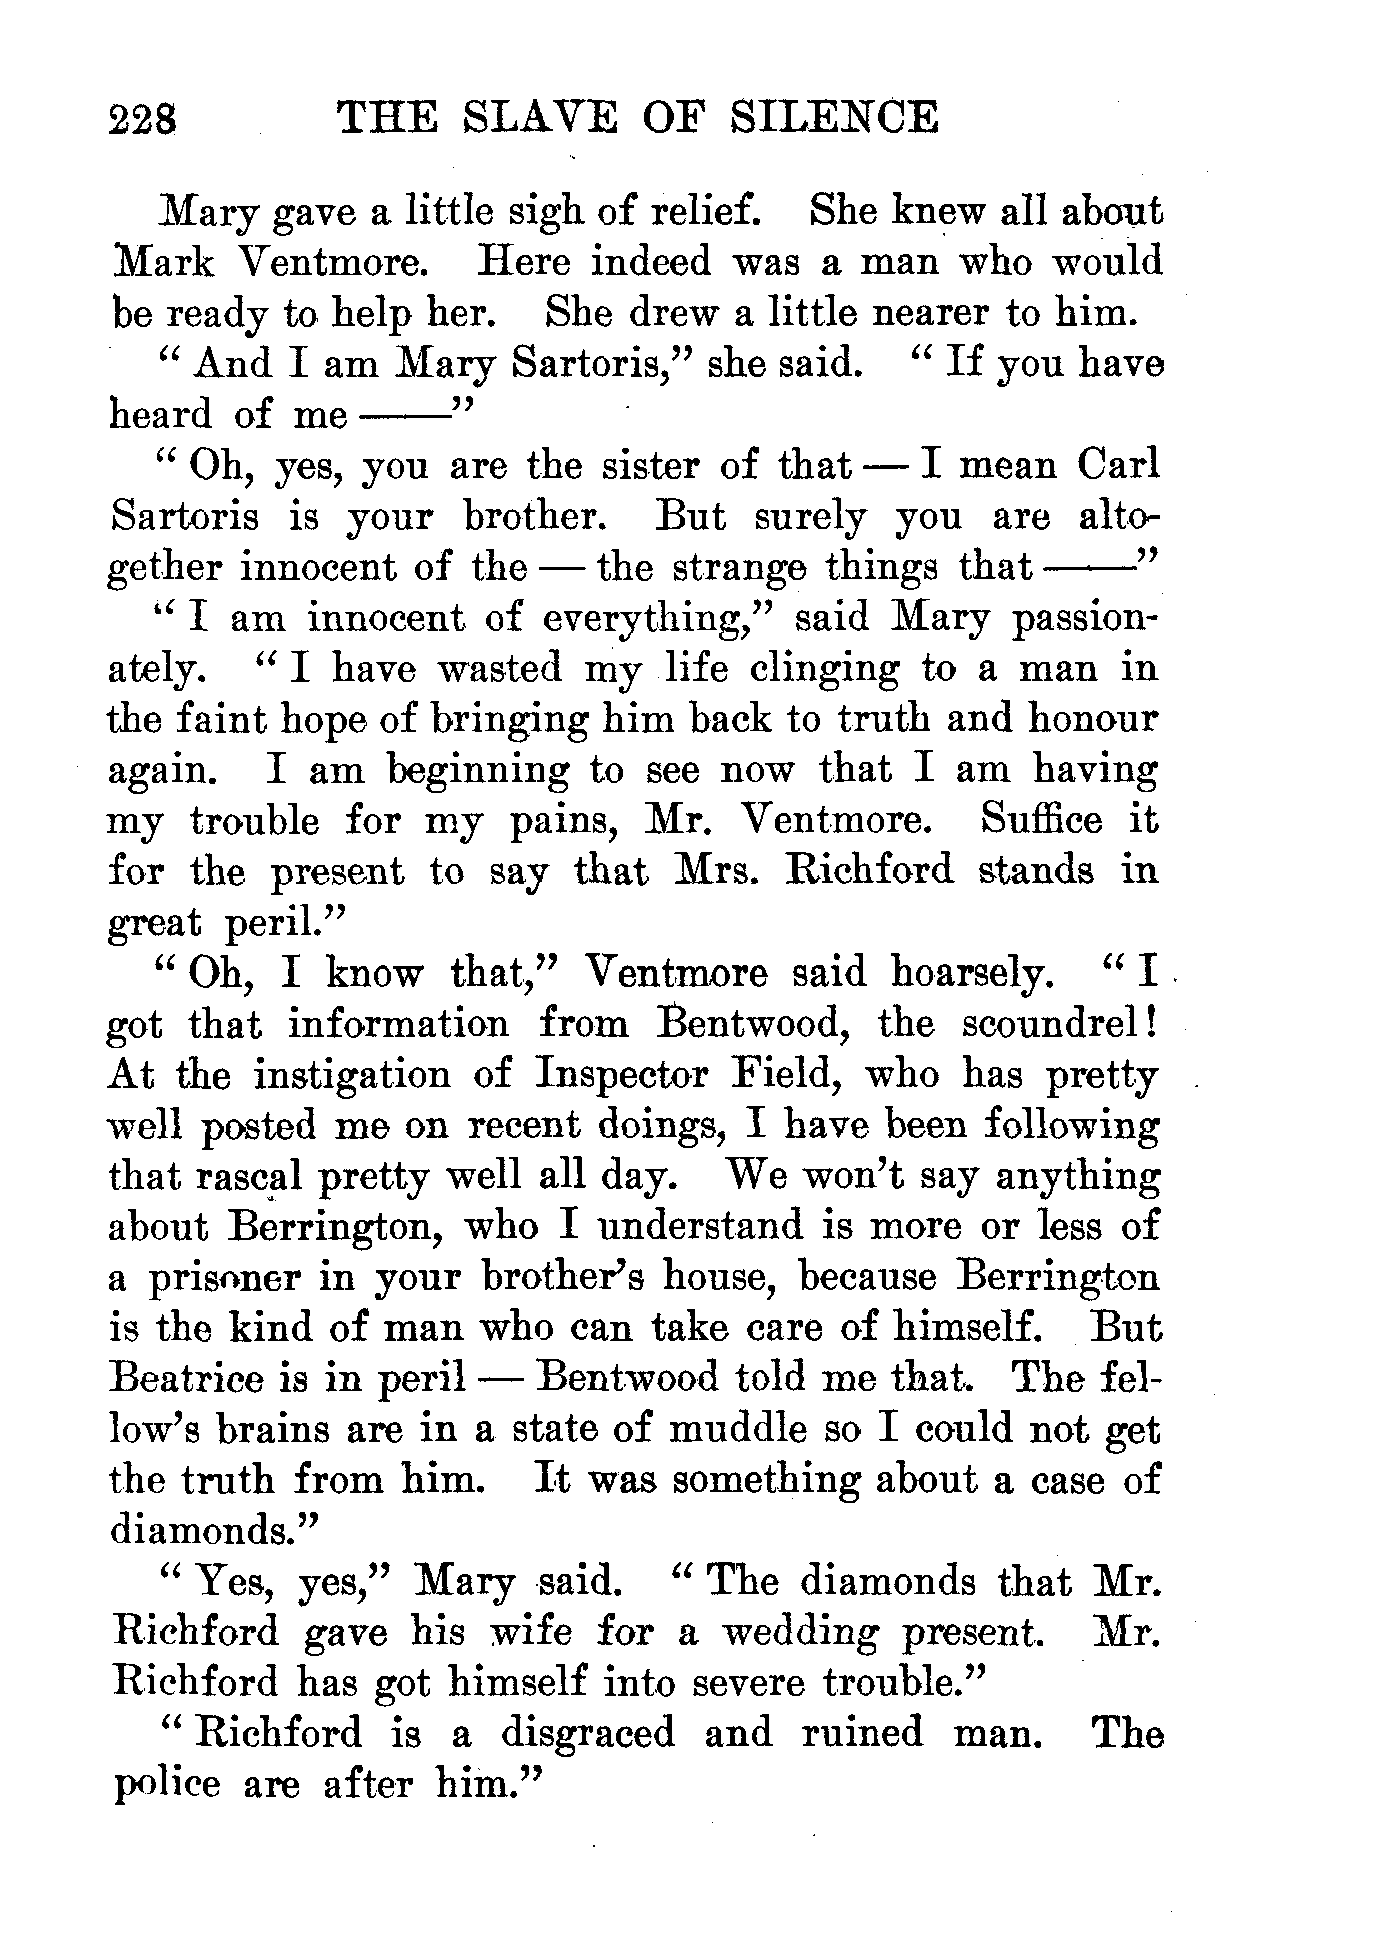 228 THE SLAVE OF SILENCE
Mary gave a little sigh of relief. She knew all about
Mark Ventmore. Here indeed was a man who would
be ready to help her. She drew a little nearer to him.
“ And I am Mary Sartoris,” she said. “ If you have
heard of me ——”
“ Oh, yes, you are the sister of that — I mean Carl
Sartoris is your brother. But surely you are alto-
gether innocent of the — the strange things that ——”
“ I am innocent of everything,” said Mary passion-
ately. “ I have wasted my life clinging to a man in
the faint hope of bringing him back to truth and honour
again. I am beginning to see now that I am having
my trouble for my pains, Mr. Ventmore. Suffice it
for the present to say that Mrs. Richford stands in
great peril.”
“ Oh, I know that,” Ventmore said hoarsely. “ I
got that information from Bentwood, the scoundrel!
At the instigation of Inspector Field, who has pretty
well posted me on recent doings, I have been following
that rascal pretty well all day. We won’t say anything
about Berrington, who I understand is more or less of
a prisoner in your brother’s house, because Berrington
is the kind of man who can take care of himself. But
Beatrice is in peril — Bentwood told me that. The fel-
low’s brains are in a state of muddle so I could not get
the truth from him. It was something about a case of
diamonds.”
“ Yes, yes,” Mary said. “ The diamonds that Mr.
Richford gave his wife for a wedding present. Mr.
Richford has got himself into severe trouble.”
“ Richford is a disgraced and ruined man. The
police are after him.”